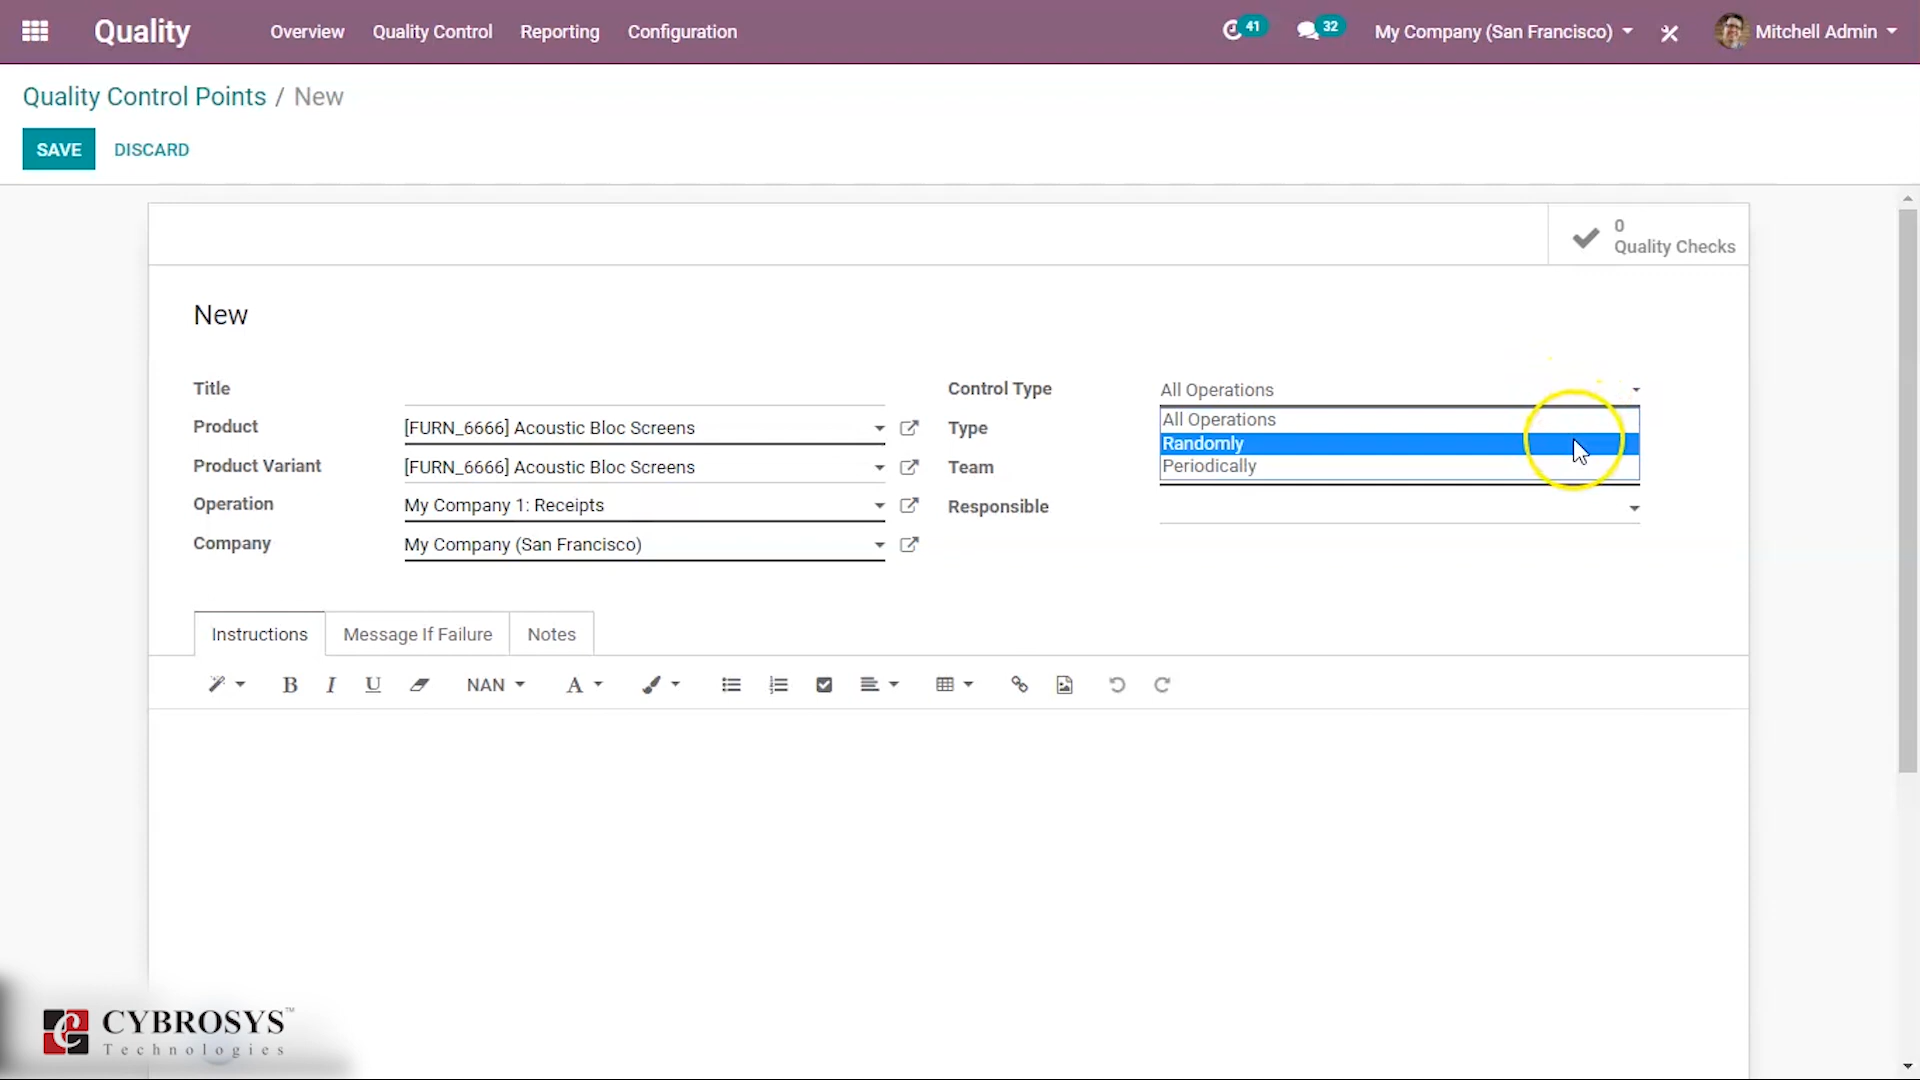 Quality Overview Quality Control Reporting Configuration 41 32 My Company (San Francisco) Mitchell Admin
Quality Control Points / New
SAVE DISCARD
0
Quality Checks
New
Title
Product [FURN_6666] Acoustic Bloc Screens
Product Variant [FURN_6666] Acoustic Bloc Screens
Operation My Company 1: Receipts
Company My Company (San Francisco)
Control Type All Operations
All Operations
Type Randomly
Periodically
Team
Responsible
Instructions Message If Failure Notes
B I U NAN A
CYBROSYS™
Technologies